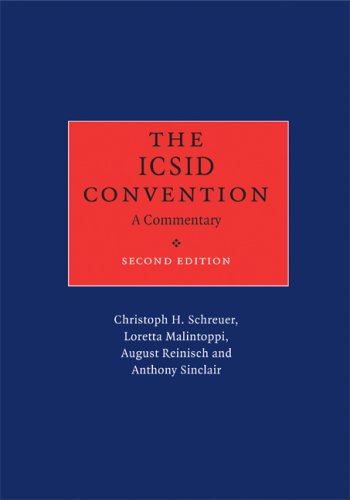 THE
ICSID
CONVENTION
A Commentary
SECOND EDITION
Christoph H. Schreuer,
Loretta Malintoppi,
August Reinisch and
Anthony Sinclair